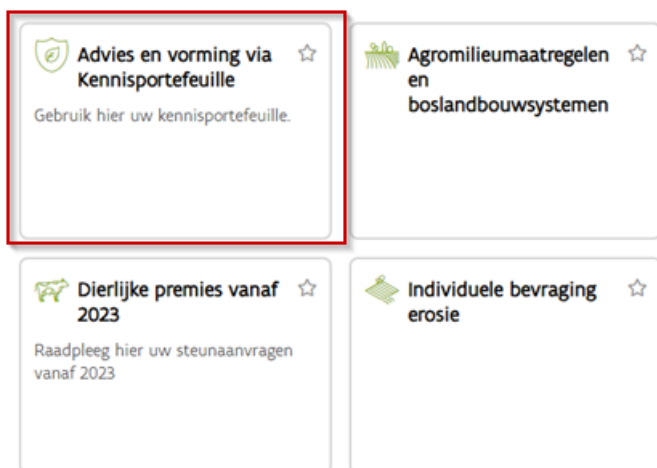 Advies en vorming via
Kennisportefeuille
Gebruik hier uw kennisportefeuille.
Agromilieumaatregelen
en
boslandbouwsystemen
Dierlijke premies vanaf
2023
Raadpleeg hier uw steunaanvragen
vanaf 2023
Individuele bevraging
erosie